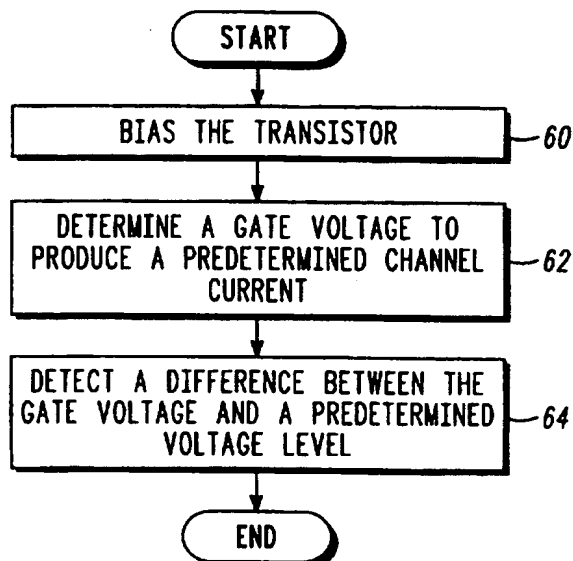 START
BIAS THE TRANSISTOR
60
DETERMINE A GATE VOLTAGE TO
PRODUCE A PREDETERMINED CHANNEL
CURRENT
62
DETECT A DIFFERENCE BETWEEN THE
GATE VOLTAGE AND A PREDETERMINED
VOLTAGE LEVEL
64
END